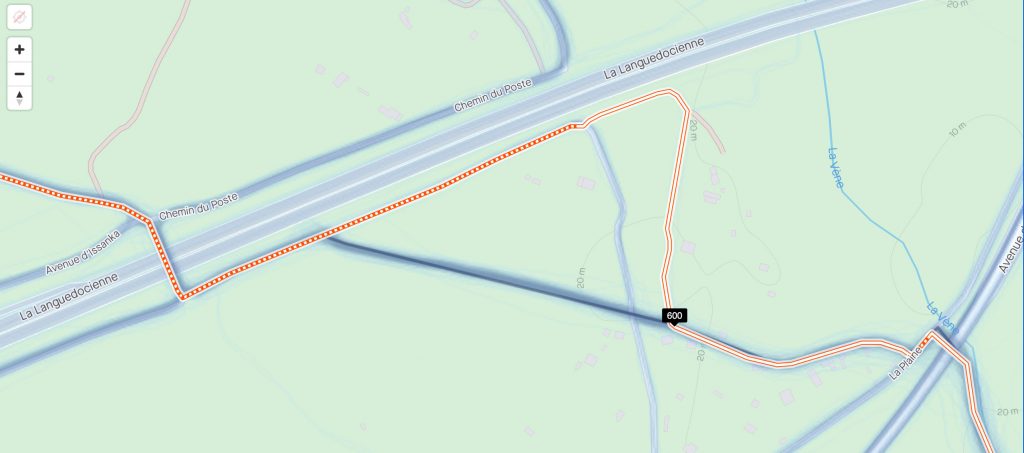 20 m
La Languedocienne
Chemin du Poste
20 m
10 m
La Vène
Chemin du Poste
Avenue d'Issanka
Avenue d'
La Languedocienne
20 m
600
La Vène
20
La Plaine
20 m